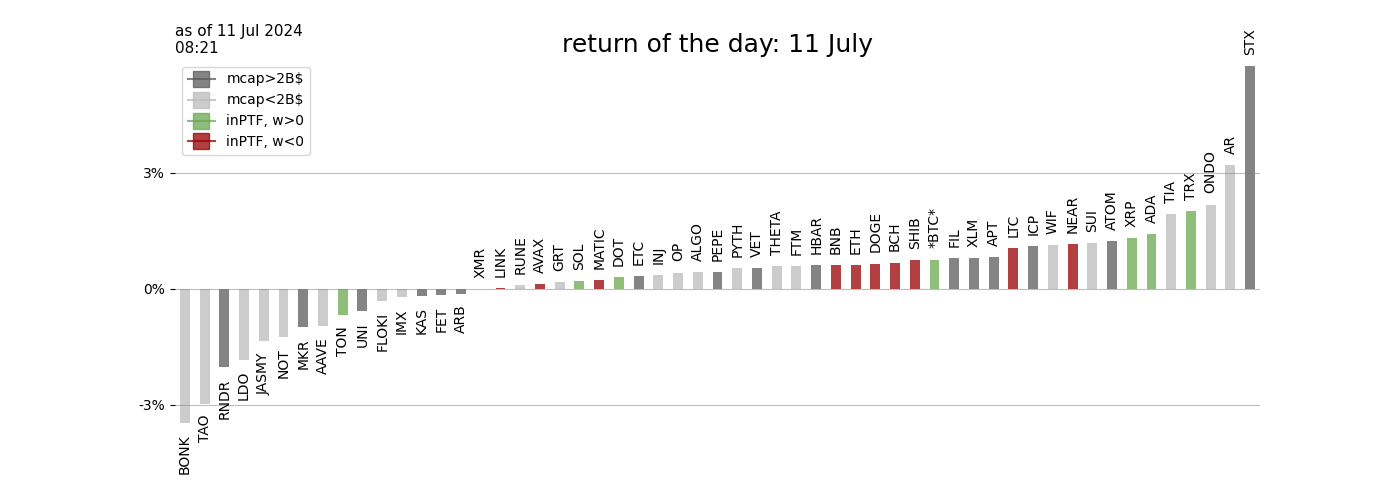 as of 11 Jul 2024
08:21
return of the day: 11 July
mcap>2B$
mcap<2B$
inPTF, w>0
inPTF, w<0
3%
0%
-3%
BONK
TAO
RNDR
LDO
JASMY
NOT
MKR
AAVE
TON
UNI
FLOKI
IMX
KAS
FET
ARB
XMR
LINK
RUNE
AVAX
GRT
SOL
MATIC
DOT
ETC
INJ
OP
ALGO
PEPE
PYTH
VET
THETA
FTM
HBAR
BNB
ETH
DOGE
BCH
SHIB
*BTC*
FIL
XLM
APT
LTC
ICP
WIF
NEAR
SUI
ATOM
XRP
ADA
TIA
TRX
ONDO
AR
STX